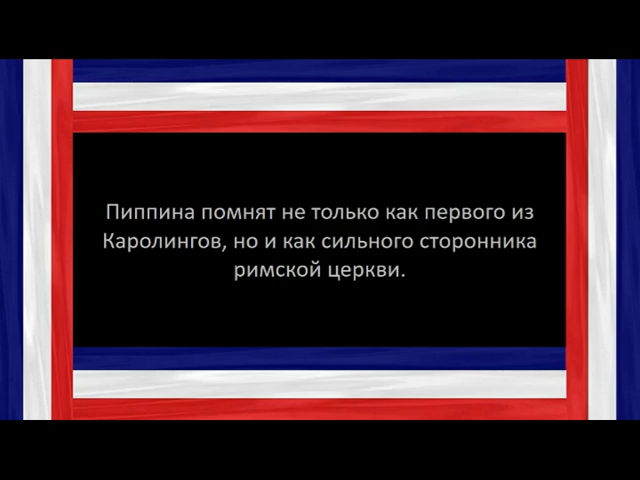 Пиппина помнят не только как первого из
Каролингов, но и как сильного сторонника
римской церкви.